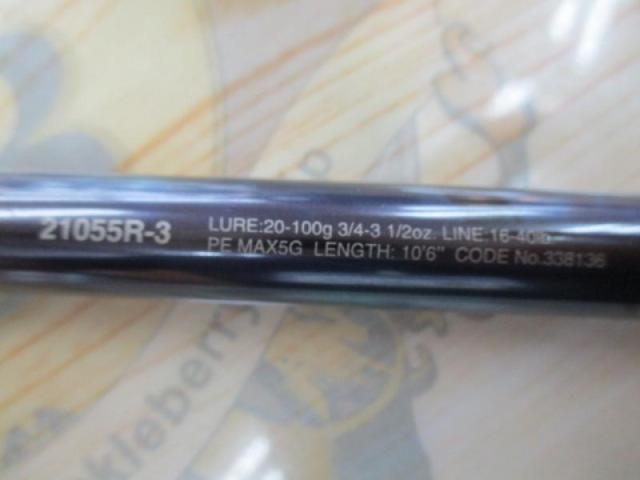 21055R-3
LURE:20-100g 3/4-3 1/2oz. LINE:16-40lb
PE MAX5G LENGTH: 10'6" CODE No.338136
kleberry